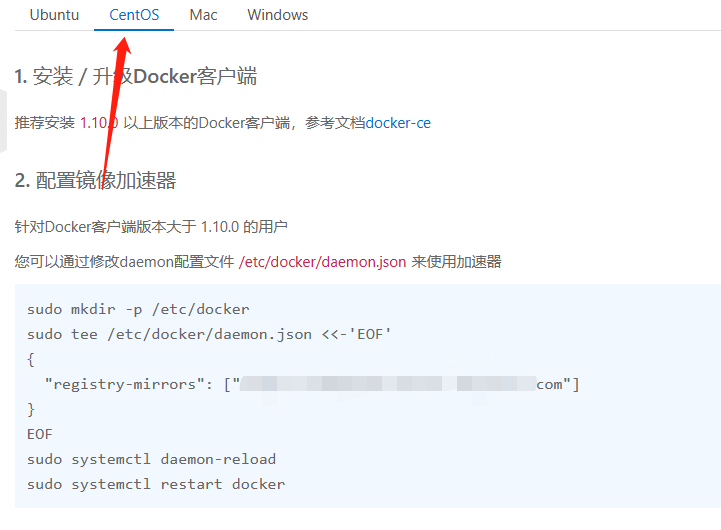 Ubuntu CentOS Mac Windows
1. 安装 / 升级Docker客户端
推荐安装 1.10.0 以上版本的Docker客户端，参考文档docker-ce
2. 配置镜像加速器
针对Docker客户端版本大于 1.10.0 的用户
您可以通过修改daemon配置文件 /etc/docker/daemon.json 来使用加速器
sudo mkdir -p /etc/docker
sudo tee /etc/docker/daemon.json <<-'EOF'
{
  "registry-mirrors": ["com"]
}
EOF
sudo systemctl daemon-reload
sudo systemctl restart docker